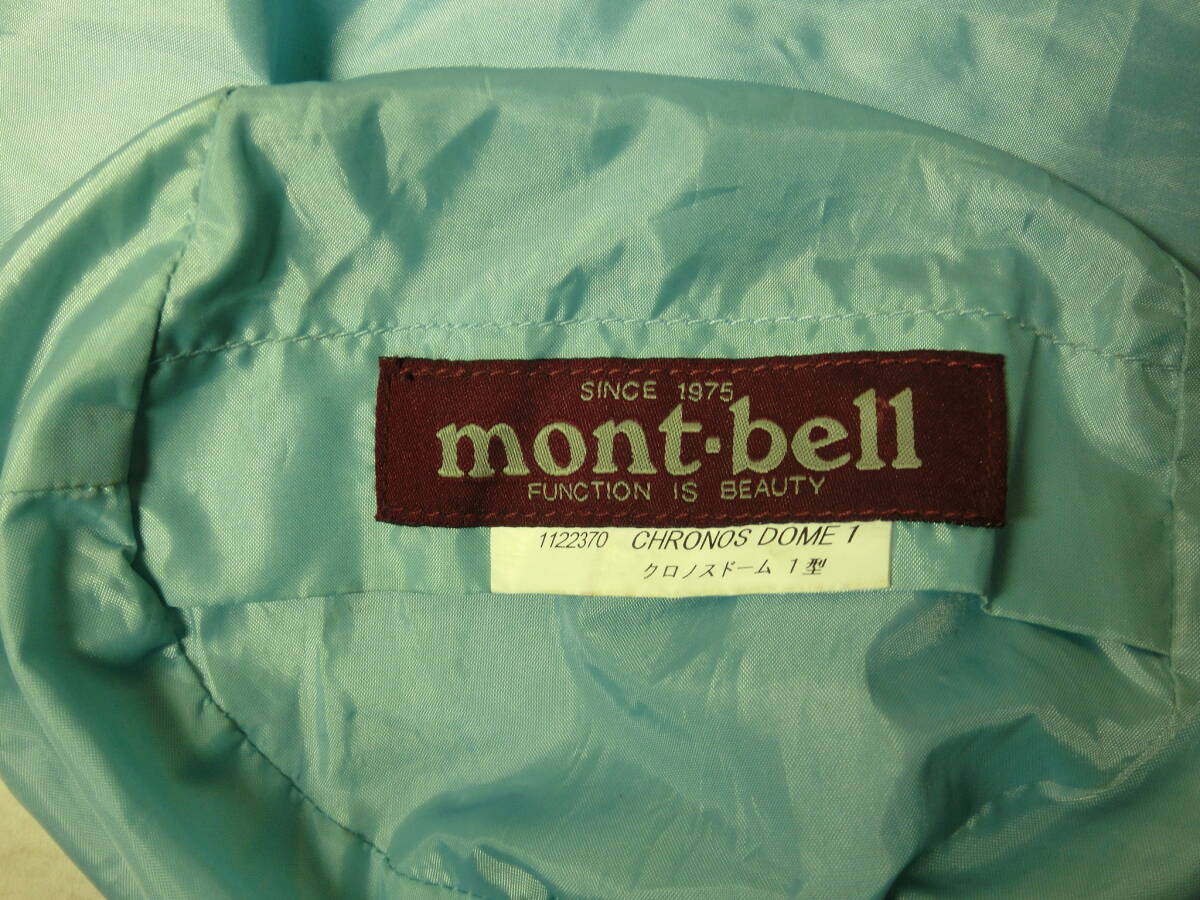 SINCE 1975
mont·bell
FUNCTION IS BEAUTY
1122370 CHRONOS DOME 1
クロノスドーム 1型